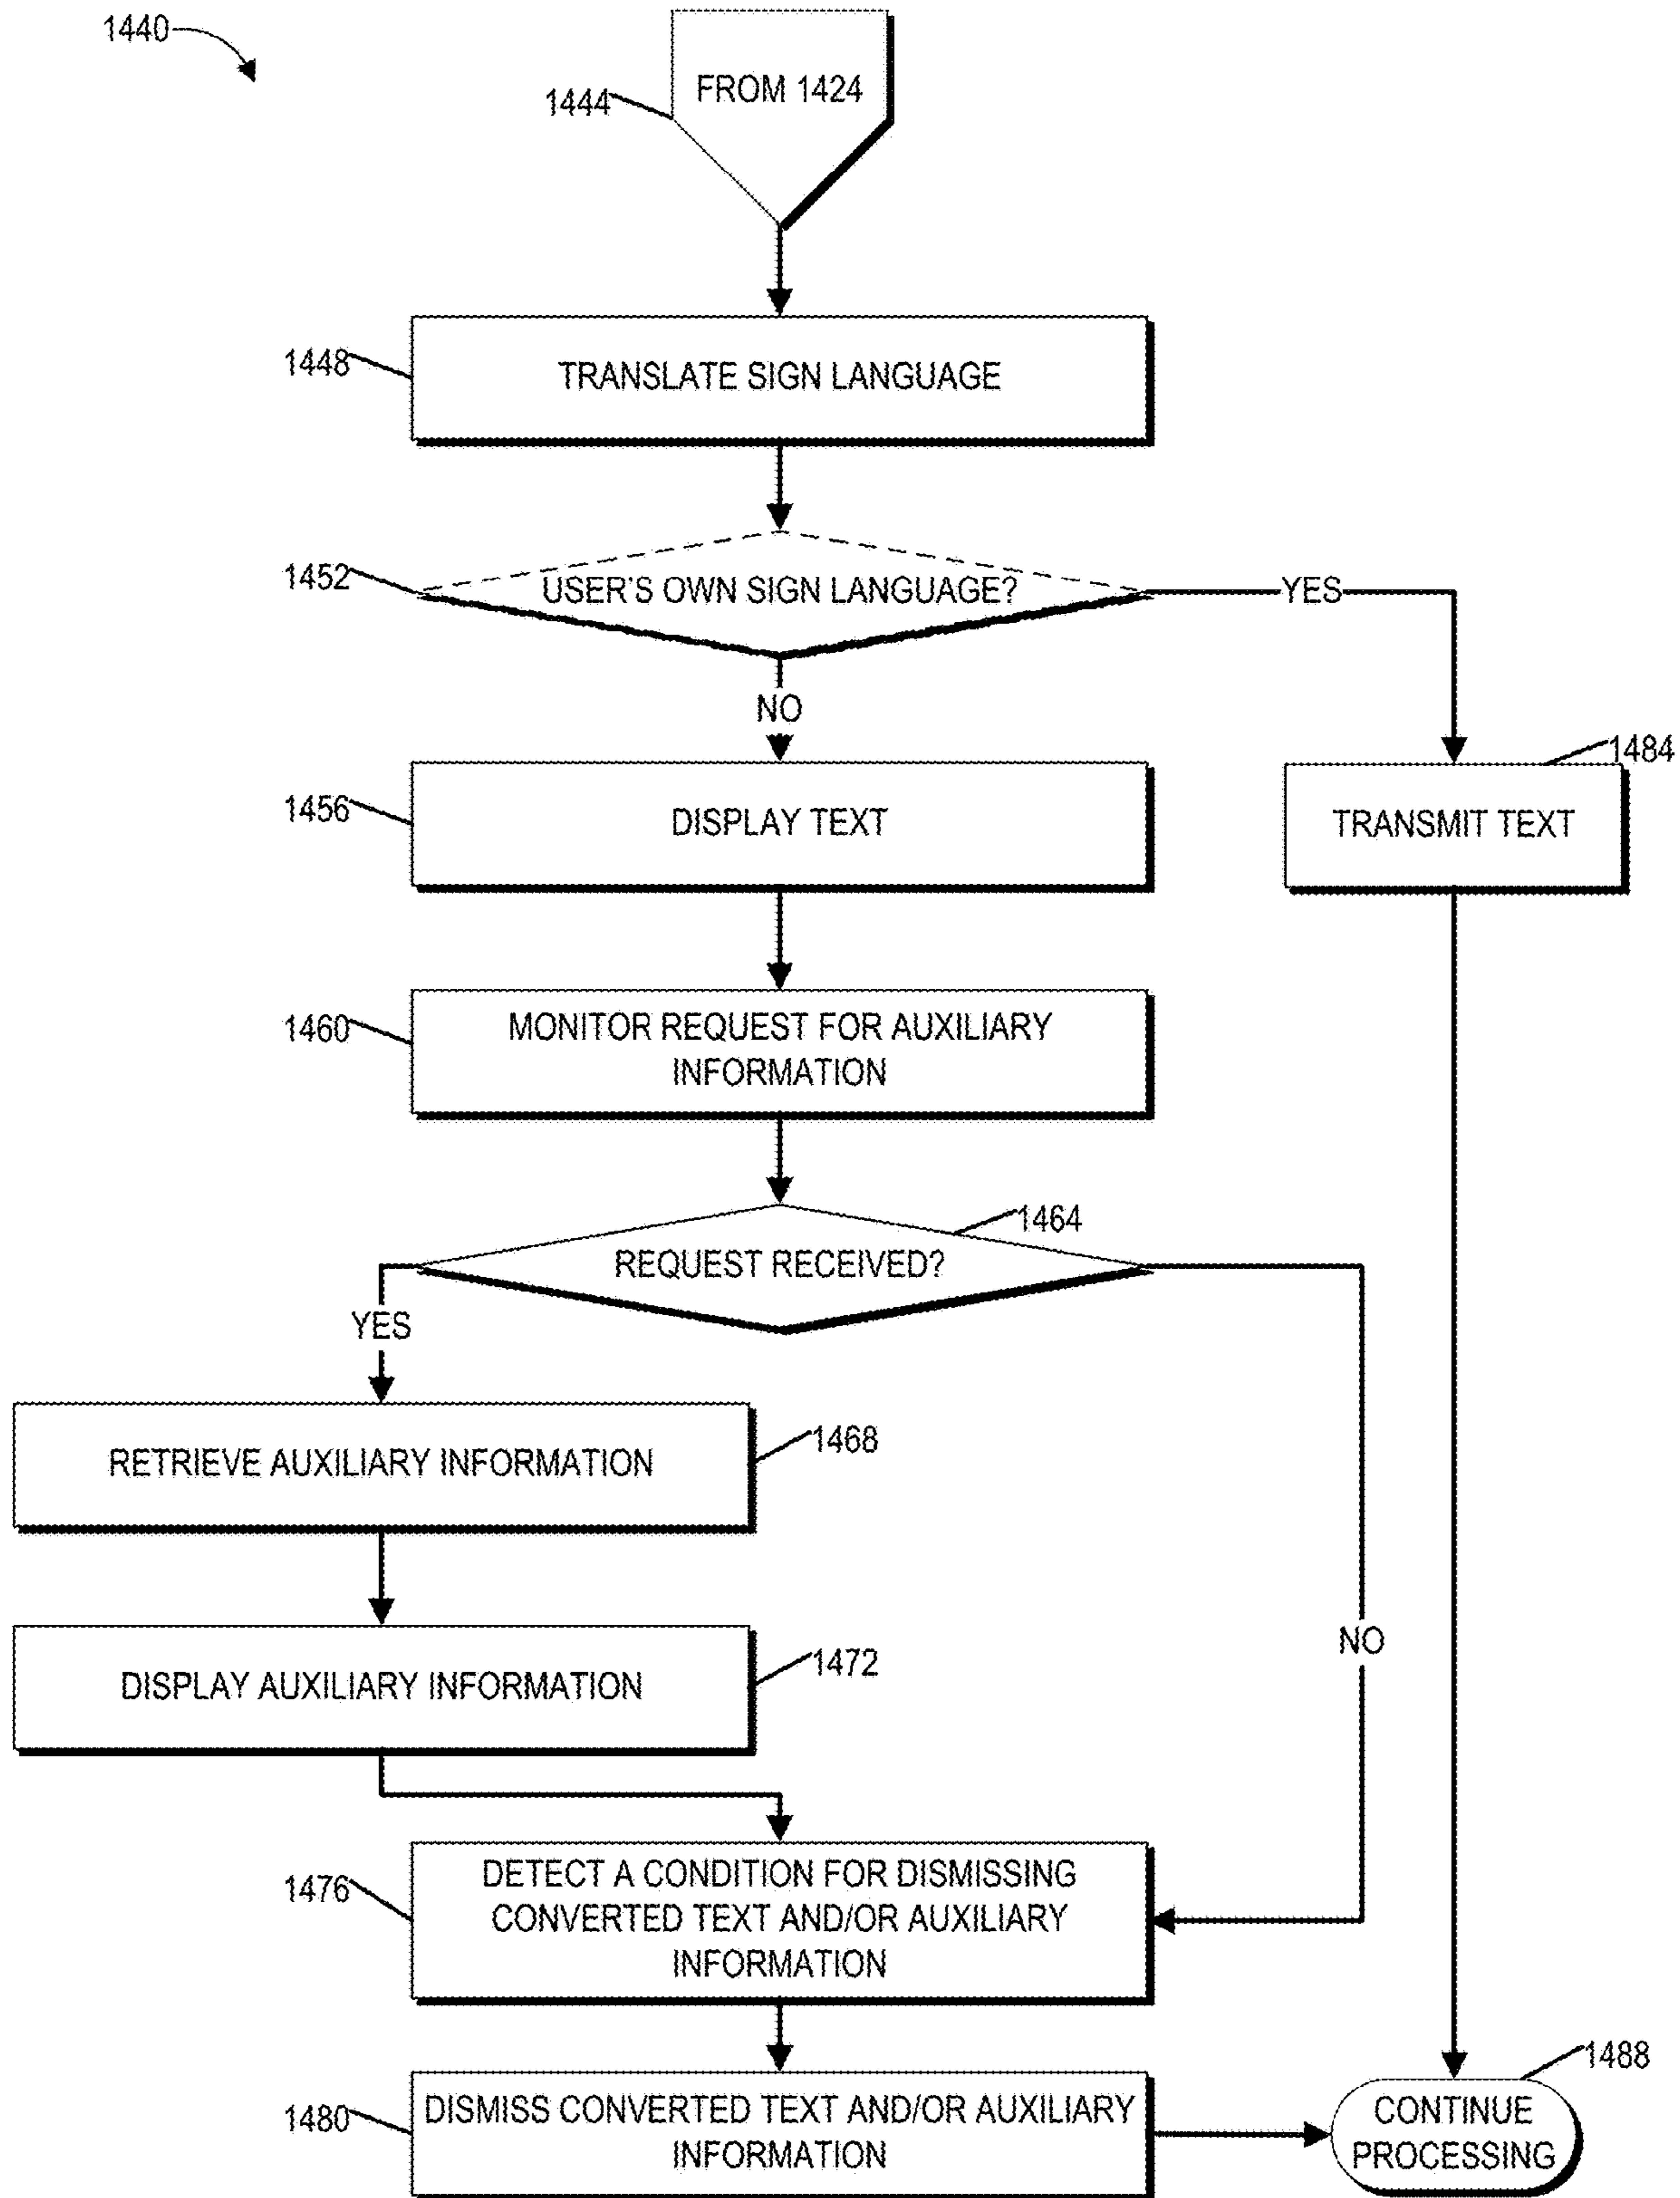 1440
FROM 1424
1444
1448
TRANSLATE SIGN LANGUAGE
1452
USER'S OWN SIGN LANGUAGE?
YES
NO
1484
1456
DISPLAY TEXT
TRANSMIT TEXT
1460
MONITOR REQUEST FOR AUXILIARY
INFORMATION
1464
REQUEST RECEIVED?
YES
1468
RETRIEVE AUXILIARY INFORMATION
NO
1472
DISPLAY AUXILIARY INFORMATION
1476
DETECT A CONDITION FOR DISMISSING
CONVERTED TEXT AND/OR AUXILIARY
INFORMATION
1480
DISMISS CONVERTED TEXT AND/OR AUXILIARY
INFORMATION
1488
CONTINUE
PROCESSING